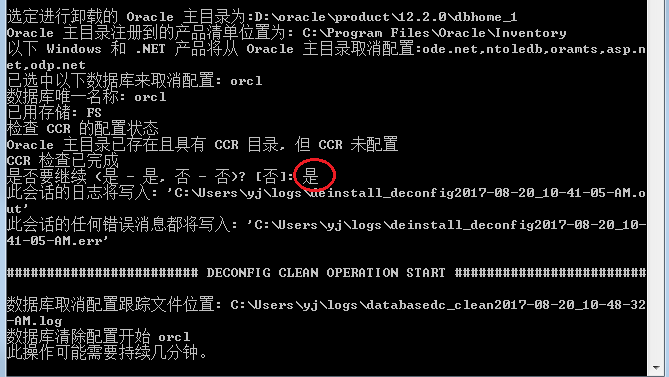 选定进行卸载的 Oracle 主目录为:D:\oracle\product\12.2.0\dbhome_1
Oracle 主目录注册到的产品清单位置为: C:\Program Files\Oracle\Inventory
以下 Windows 和 .NET 产品将从 Oracle 主目录取消配置:ode.net,ntoledb,oramts,asp.n
et,odp.net
已选中以下数据库来取消配置: orcl
数据库唯一名称: orcl
已用存储: FS
检查 CCR 的配置状态
Oracle 主目录已存在且具有 CCR 目录, 但 CCR 未配置
CCR 检查已完成
是否要继续 (是 - 是, 否 - 否)? [否]: 是
此会话的日志将写入: 'C:\Users\yj\logs\deinstall_deconfig2017-08-20_10-41-05-AM.o
ut'
此会话的任何错误消息都将写入: 'C:\Users\yj\logs\deinstall_deconfig2017-08-20_10-
41-05-AM.err'
######################## DECONFIG CLEAN OPERATION START ########################
数据库取消配置跟踪文件位置: C:\Users\yj\logs\databasedc_clean2017-08-20_10-48-32
-AM.log
数据库清除配置开始 orcl
此操作可能需要持续几分钟。